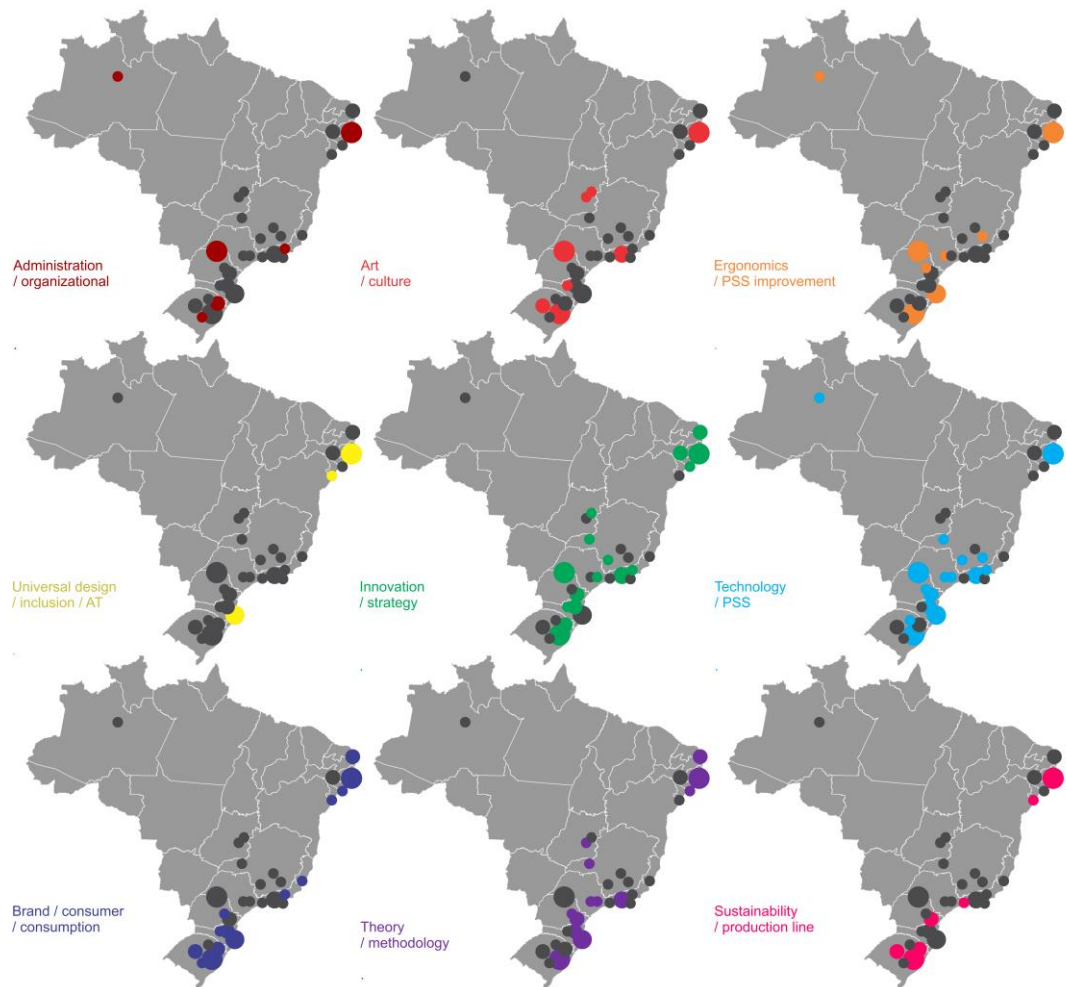 Administration
/ organizational
Art
/ culture
Ergonomics
/ PSS improvement
Universal design
/ inclusion / AT
Innovation
/ strategy
Technology
/ PSS
Brand / consumer
/ consumption
Theory
/ methodology
Sustainability
/ production line